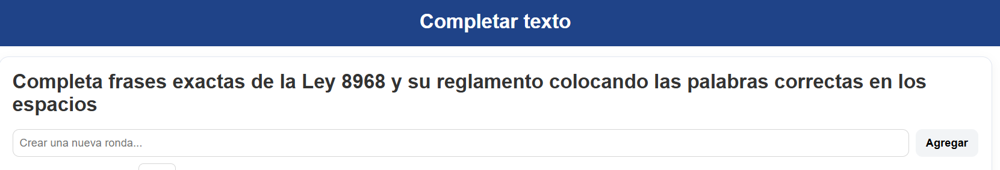 Completar texto
Completa frases exactas de la Ley 8968 y su reglamento colocando las palabras correctas en los
espacios
Crear una nueva ronda...
Agregar